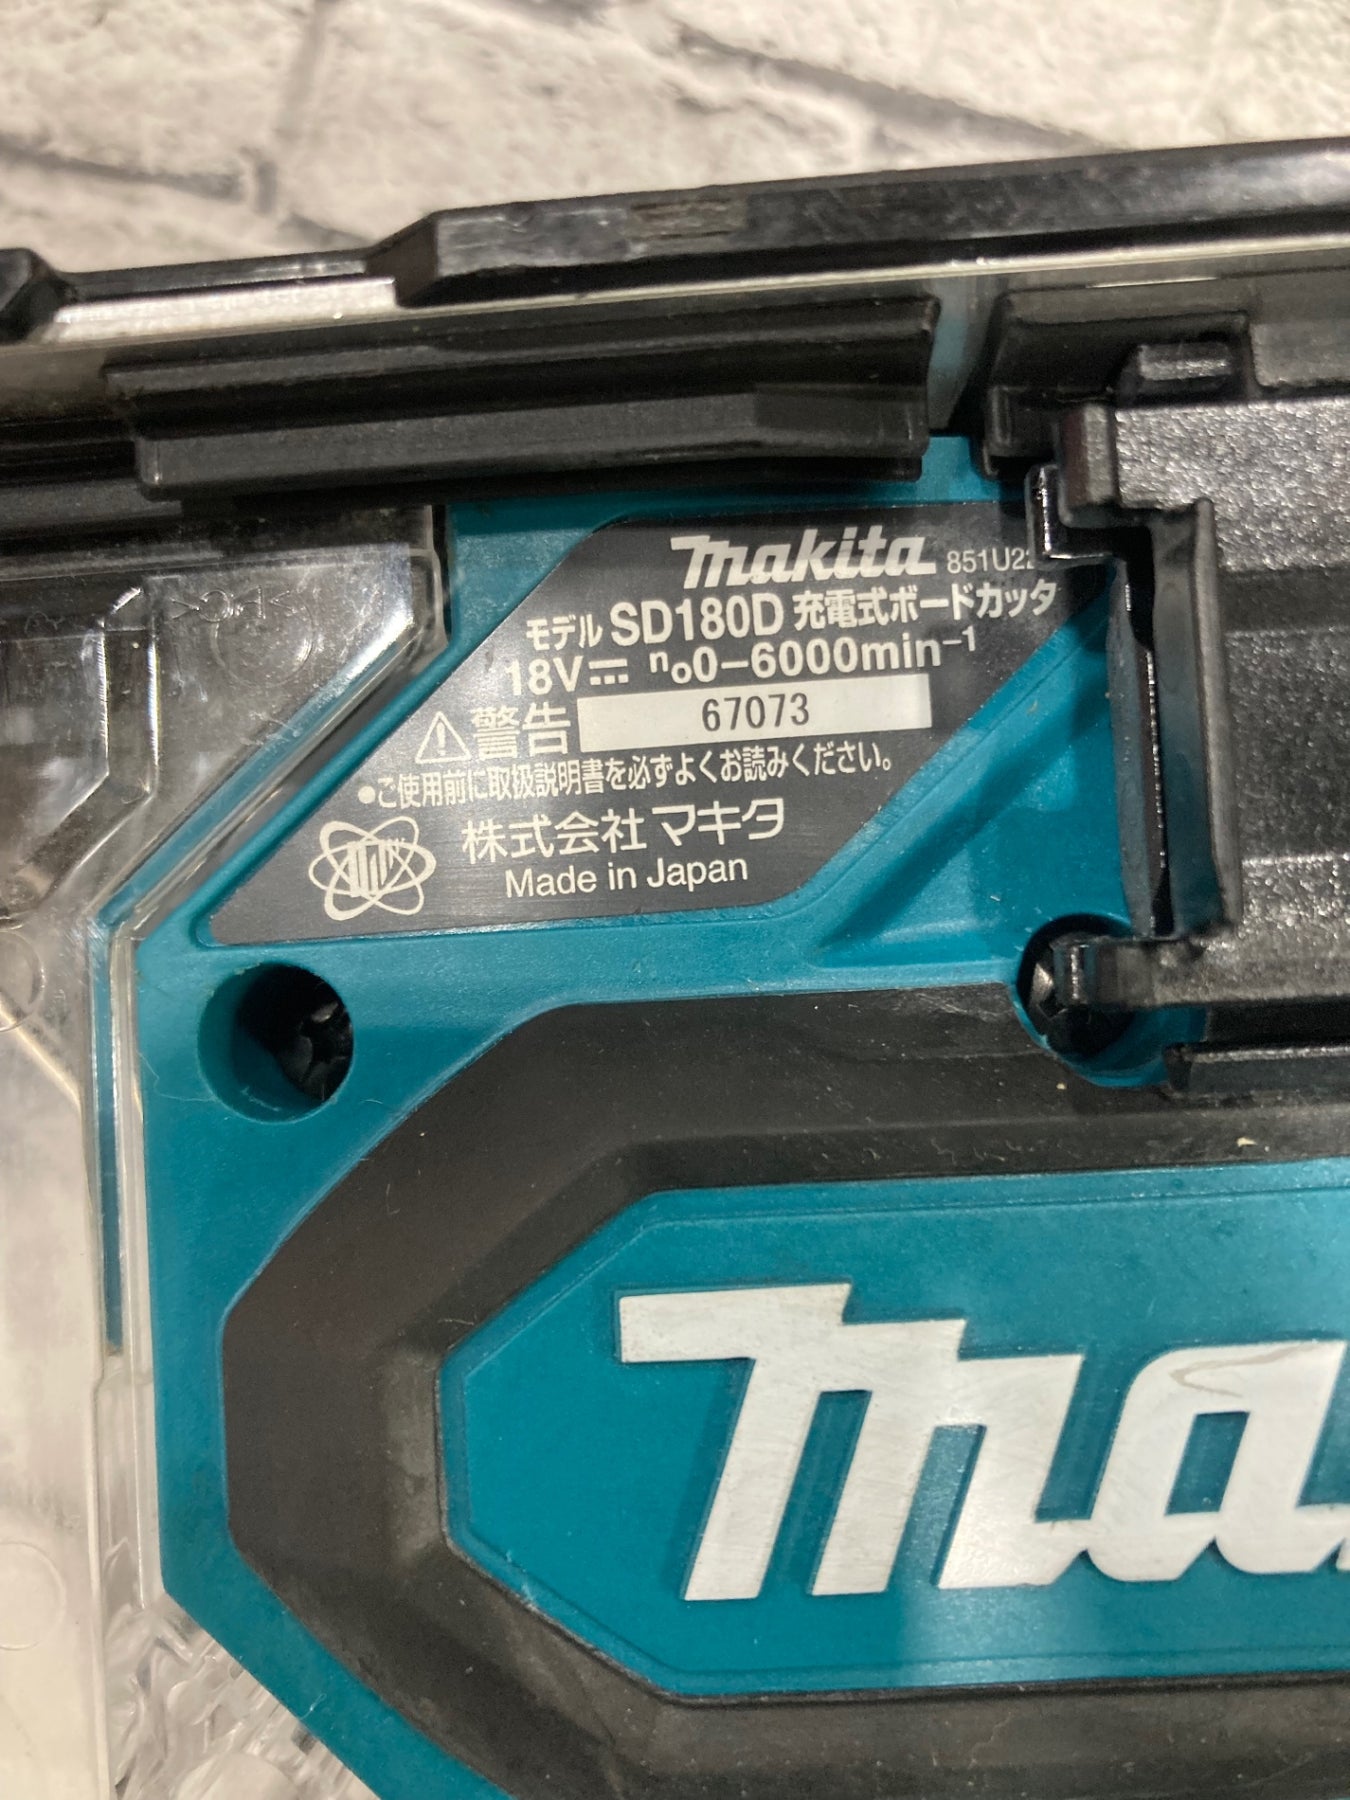 makita
モデル SD180D 充電式ボードカッタ
18V⎓ n₀0−6000min⁻¹
警告 67073
●ご使用前に取扱説明書を必ずよくお読みください。
株式会社マキタ
Made in Japan